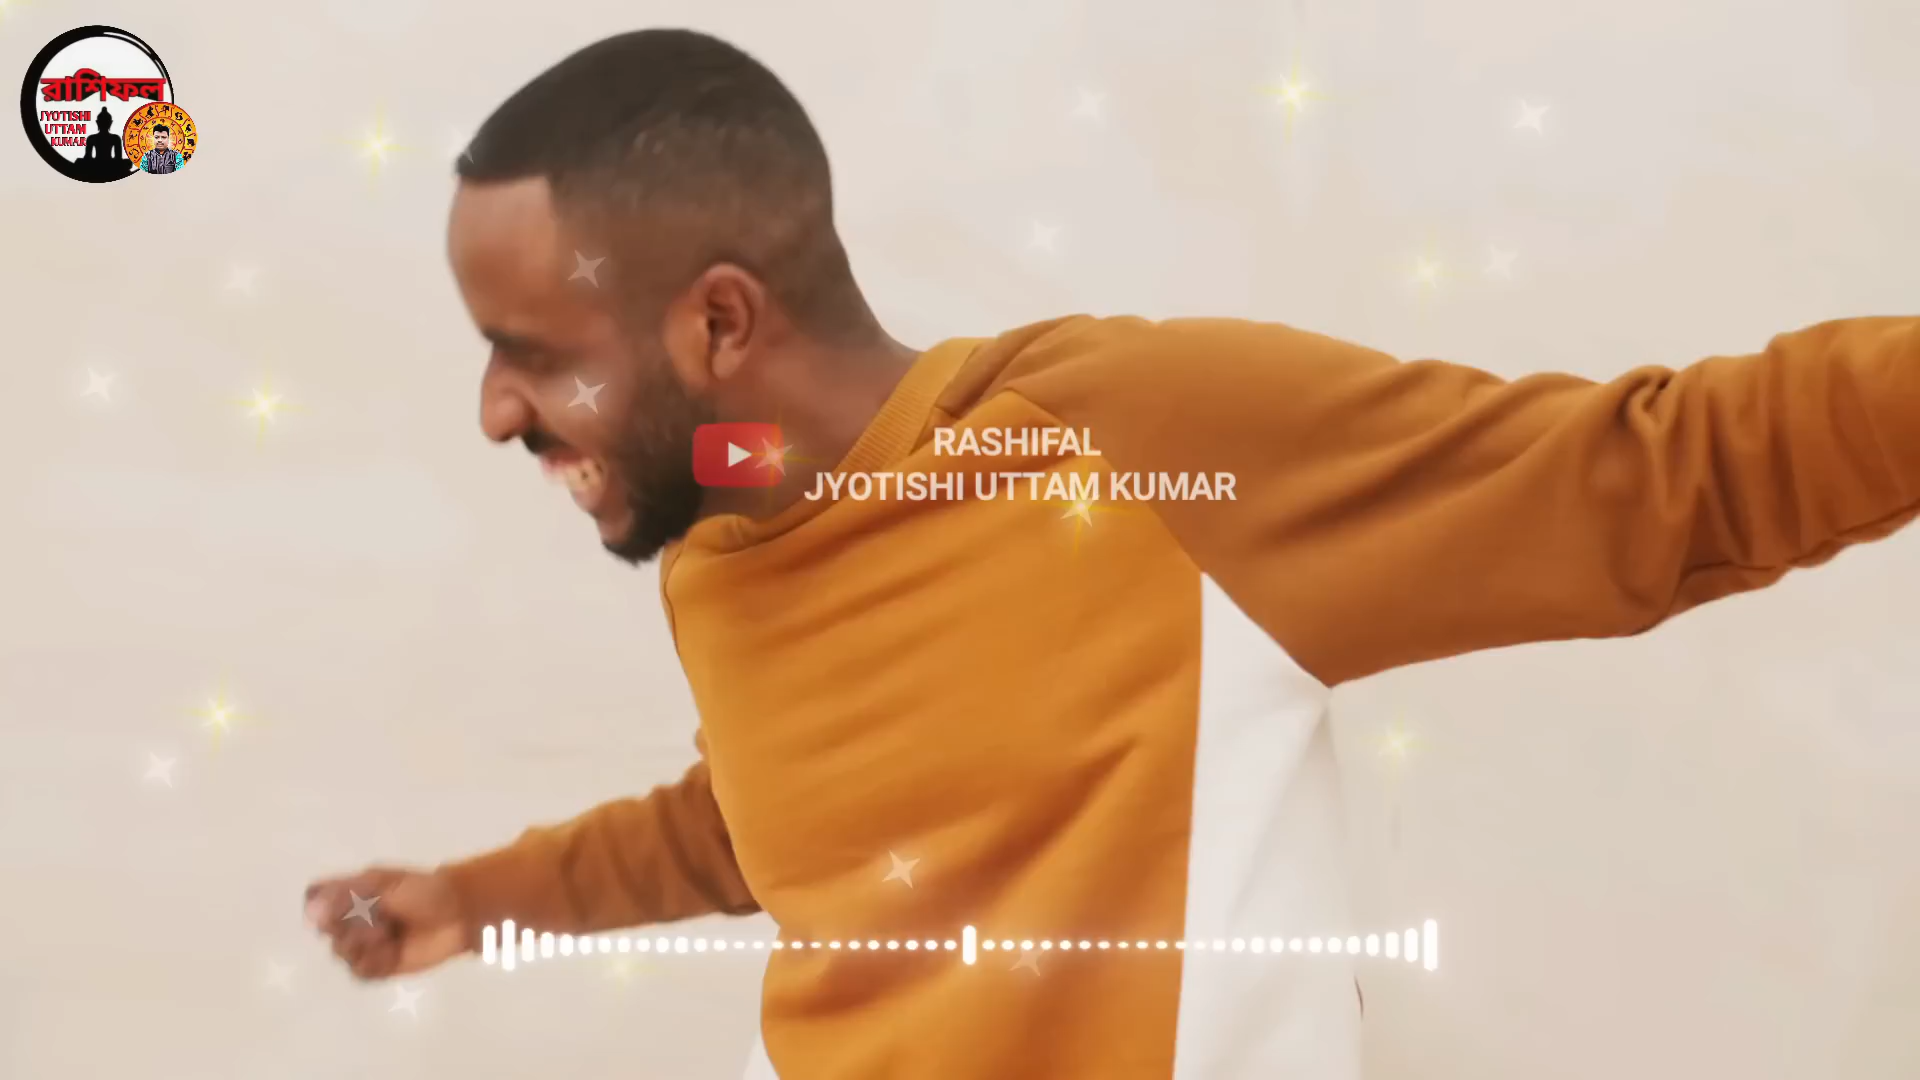 রাশিফল
JYOTISHI
UTTAM
KUMAR
RASHIFAL
JYOTISHI UTTAM KUMAR